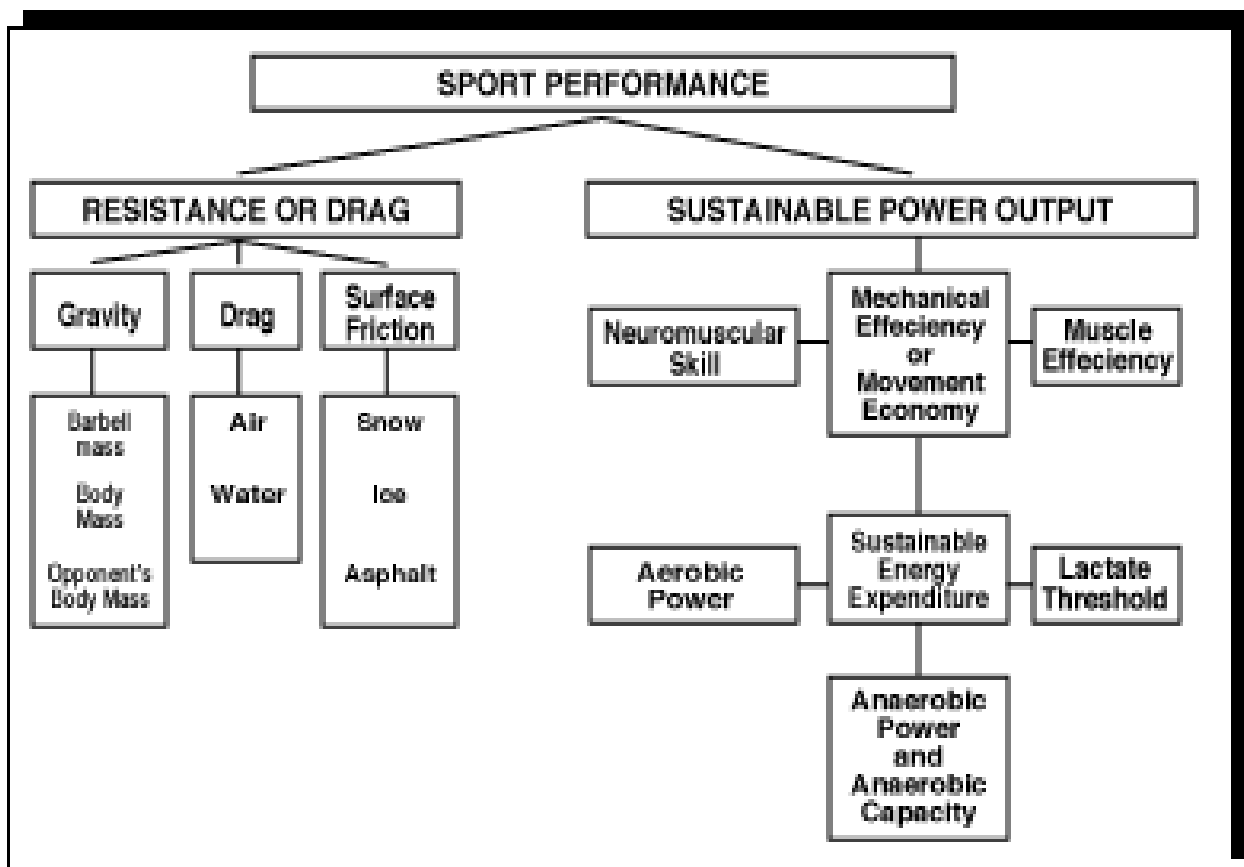 SPORT PERFORMANCE
RESISTANCE OR DRAG
SUSTAINABLE POWER OUTPUT
Gravity
Drag
Surface
Friction
Barbell
mass
Body
Mass
Opponent's
Body Mass
Air
Water
Snow
Ice
Asphalt
Neuromuscular
Skill
Mechanical
Effeciency
or
Movement
Economy
Muscle
Effeciency
Aerobic
Power
Sustainable
Energy
Expenditure
Lactate
Threshold
Anaerobic
Power
and
Anaerobic
Capacity